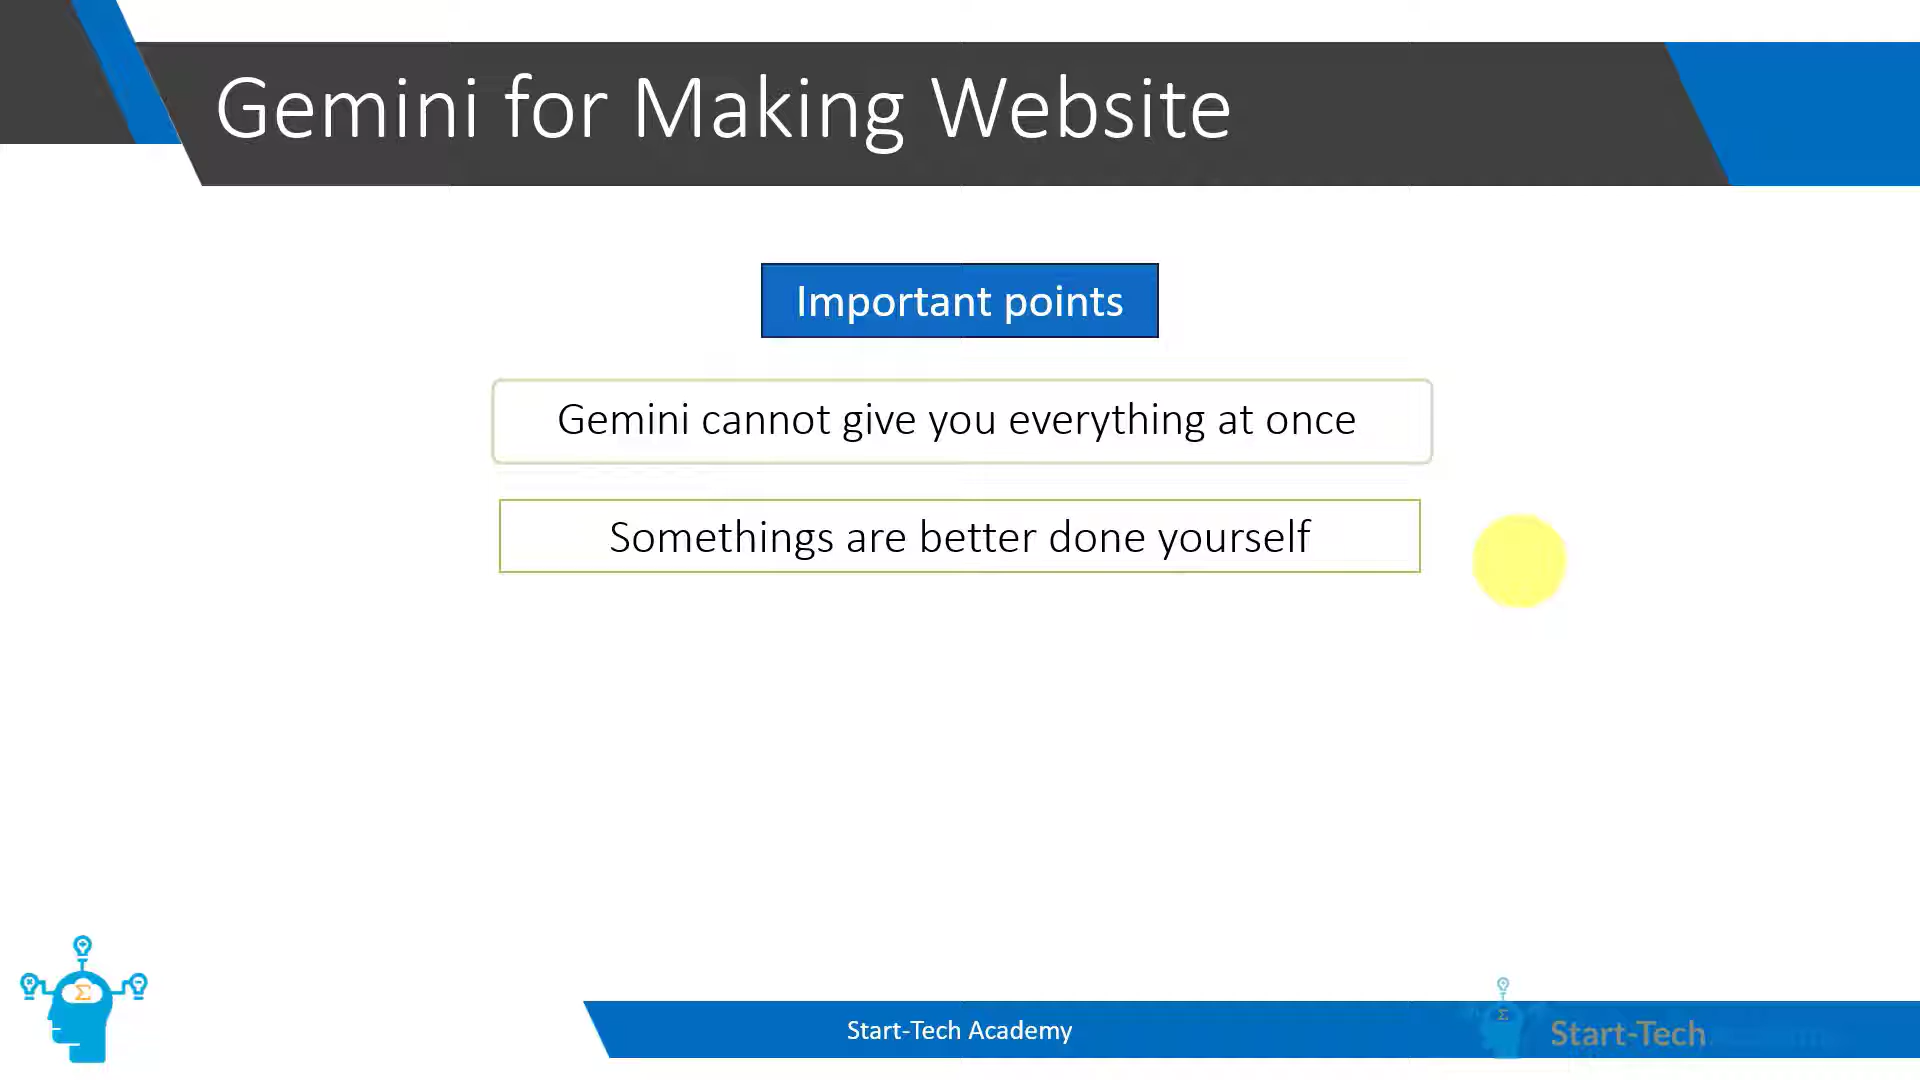 Gemini for Making Website
Important points
Gemini cannot give you everything at once
Somethings are better done yourself
Start-Tech Academy
Start-Tech